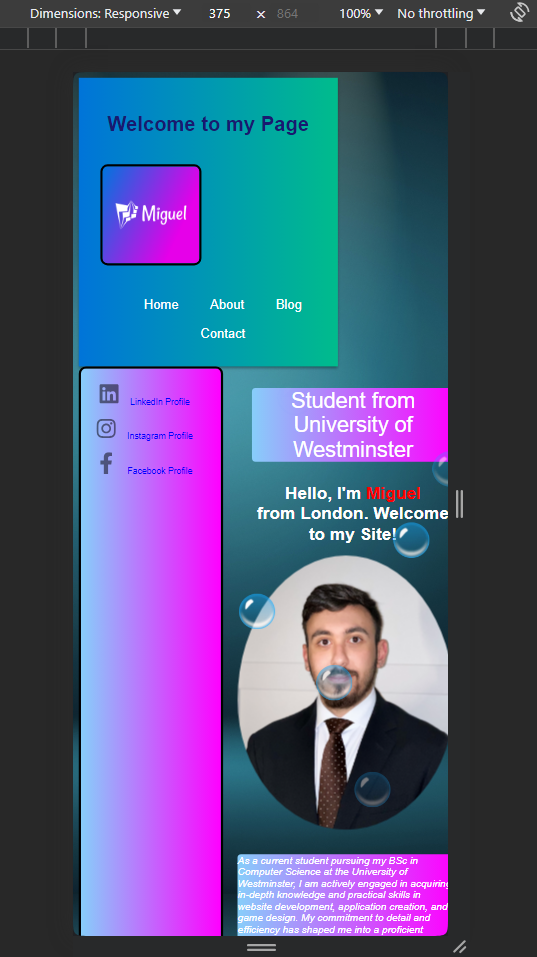 Dimensions: Responsive 375 × 864 100% No throttling
Welcome to my Page
Miguel
Home About Blog
Contact
LinkedIn Profile
Instagram Profile
Facebook Profile
Student from
University of
Westminster
Hello, I'm Miguel
from London. Welcome
to my Site!
As a current student pursuing my BSc in
Computer Science at the University of
Westminster, I am actively engaged in acquiring
in-depth knowledge and practical skills in
website development, application creation, and
game design. My commitment to detail and
efficiency has shaped me into a proficient